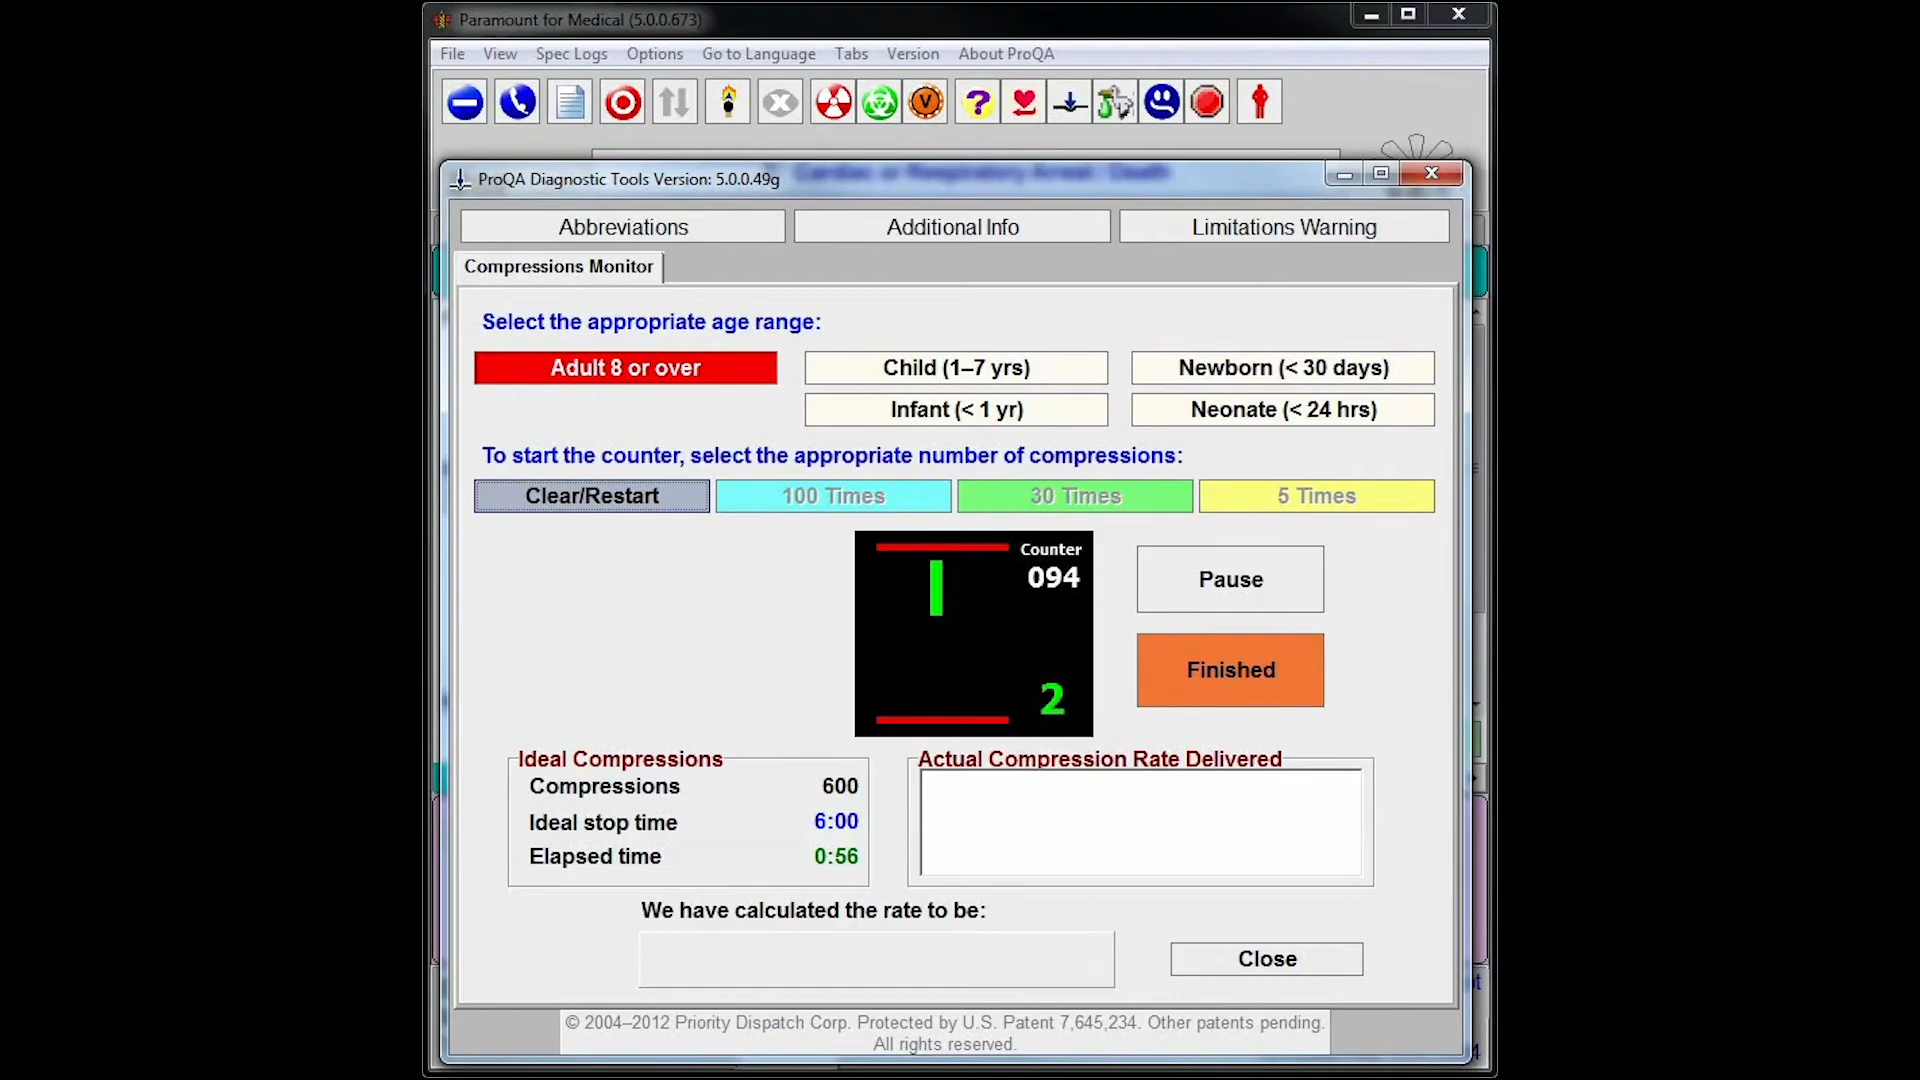 Paramount for Medical (5.0.0.673)
File View Spec Logs Options Go to Language Tabs Version About ProQA
V ?
Cardiac or Respiratory Arrest / Death
ProQA Diagnostic Tools Version: 5.0.0.49g
Abbreviations Additional Info Limitations Warning
Compressions Monitor
Select the appropriate age range:
Adult 8 or over Child (1–7 yrs) Newborn (< 30 days)
Infant (< 1 yr) Neonate (< 24 hrs)
To start the counter, select the appropriate number of compressions:
Clear/Restart 100 Times 30 Times 5 Times
Counter
094
Pause
Finished
2
Ideal Compressions
Compressions 600
Ideal stop time 6:00
Elapsed time 0:56
Actual Compression Rate Delivered
We have calculated the rate to be:
Close
© 2004–2012 Priority Dispatch Corp. Protected by U.S. Patent 7,645,234. Other patents pending.
All rights reserved.